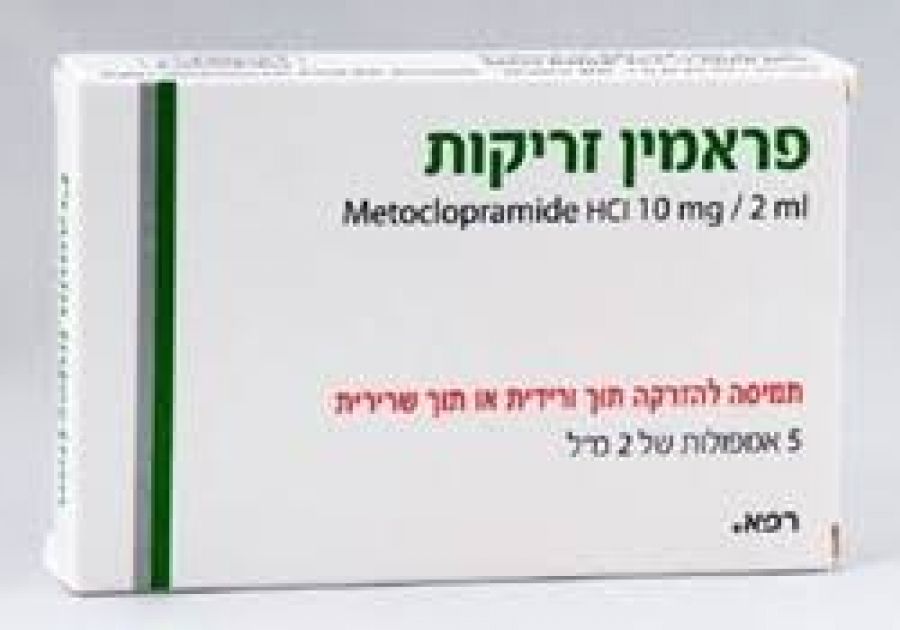 פראמין זריקות
Metoclopramide HCl 10 mg / 2 ml
תמיסה להזרקה תוך ורידית או תוך שרירית
5 אמפולות של 2 מ״ל
רפא.